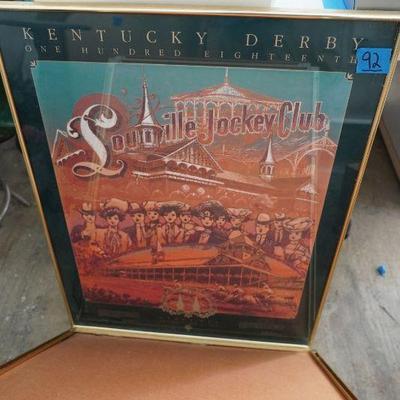 KENTUCKY DERBY
ONE HUNDRED EIGHTEENTH
92
Louisville Jockey Club